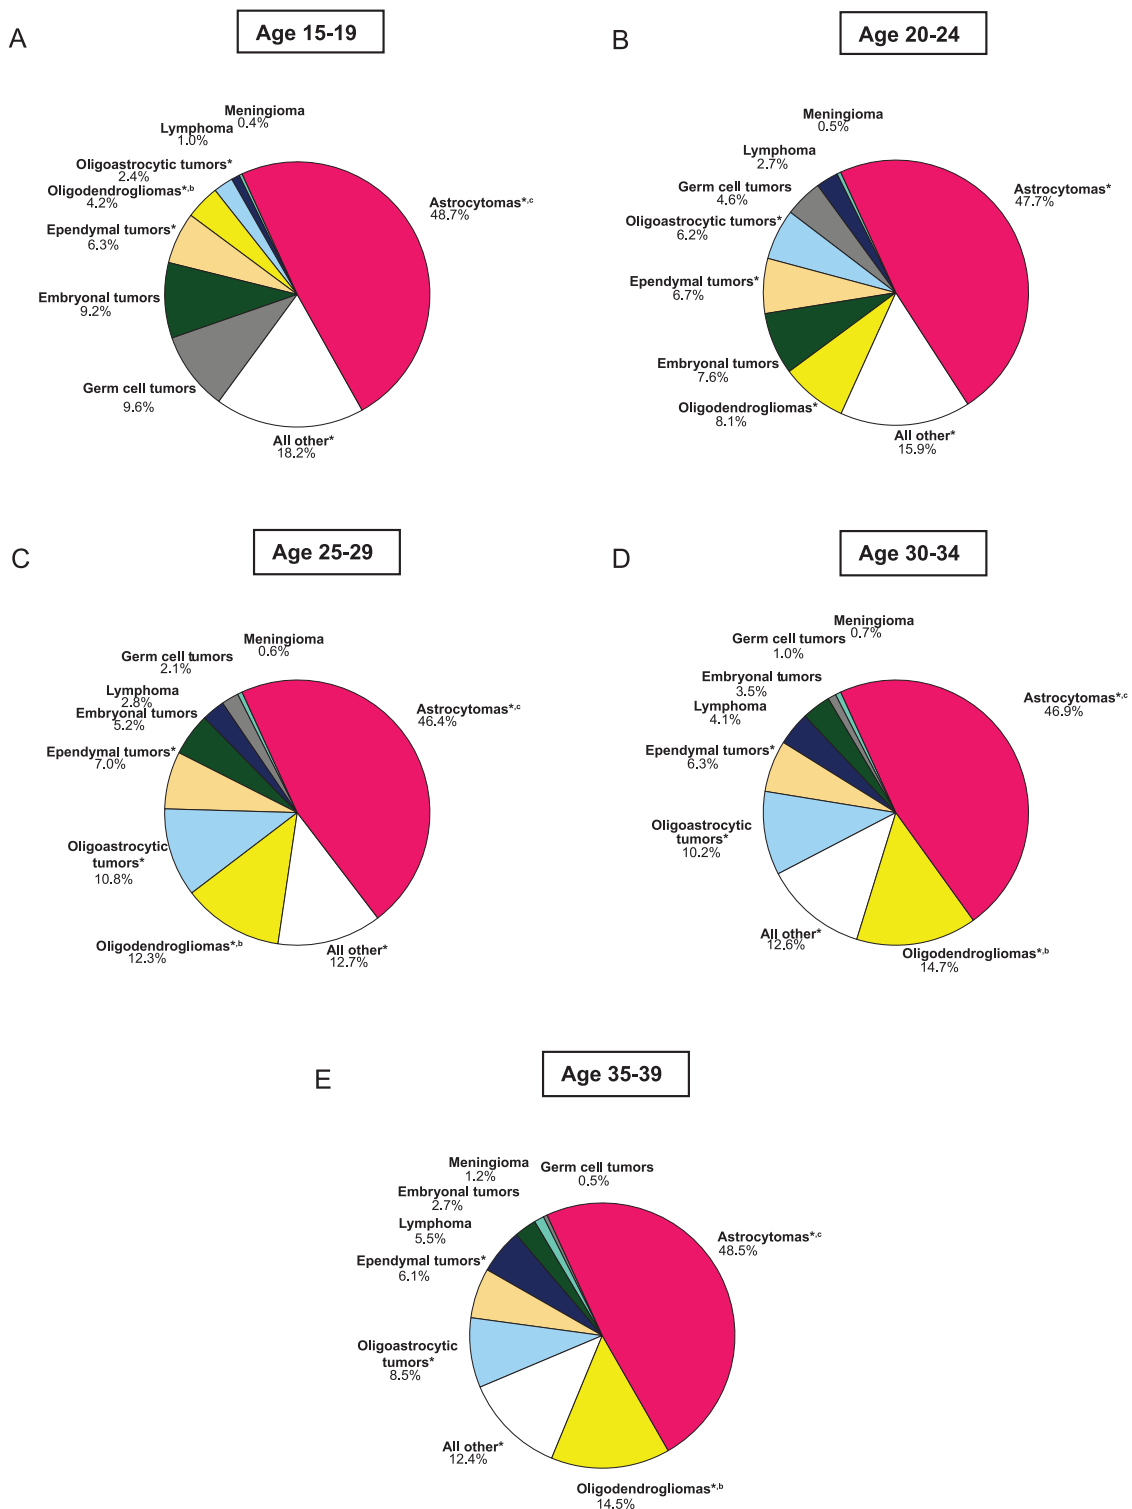 A
Age 15-19
Meningioma
0.4%
Lymphoma
1.0%
Oligoastrocytic tumors*
2.4%
Oligodendrogliomas*,b
4.2%
Ependymal tumors*
6.3%
Embryonal tumors
9.2%
Germ cell tumors
9.6%
All other*
18.2%
Astrocytomas*,c
48.7%
B
Age 20-24
Meningioma
0.5%
Lymphoma
2.7%
Germ cell tumors
4.6%
Oligoastrocytic tumors*
6.2%
Ependymal tumors*
6.7%
Embryonal tumors
7.6%
Oligodendrogliomas*
8.1%
All other*
15.9%
Astrocytomas*
47.7%
C
Age 25-29
Meningioma
0.6%
Germ cell tumors
2.1%
Lymphoma
2.8%
Embryonal tumors
5.2%
Ependymal tumors*
7.0%
Oligoastrocytic
tumors*
10.8%
Oligodendrogliomas*,b
12.3%
All other*
12.7%
Astrocytomas*,c
46.4%
D
Age 30-34
Meningioma
0.7%
Germ cell tumors
1.0%
Embryonal tumors
3.5%
Lymphoma
4.1%
Ependymal tumors*
6.3%
Oligoastrocytic
tumors*
10.2%
All other*
12.6%
Oligodendrogliomas*,b
14.7%
Astrocytomas*,c
46.9%
E
Age 35-39
Germ cell tumors
0.5%
Meningioma
1.2%
Embryonal tumors
2.7%
Lymphoma
5.5%
Ependymal tumors*
6.1%
Oligoastrocytic
tumors*
8.5%
All other*
12.4%
Oligodendrogliomas*,b
14.5%
Astrocytomas*,c
48.5%